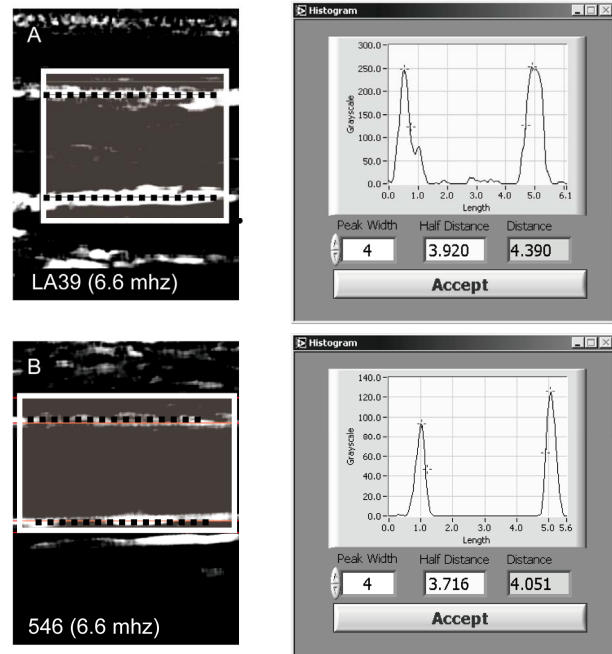 A
LA39 (6.6 mhz)
Histogram
300.0
250.0
200.0
150.0
100.0
50.0
0.0
Grayscale
0.0 1.0 2.0 3.0 4.0 5.0 6.1
Length
Peak Width Half Distance Distance
4 3.920 4.390
Accept
B
546 (6.6 mhz)
Histogram
140.0
120.0
100.0
80.0
60.0
40.0
20.0
0.0
Grayscale
0.0 1.0 2.0 3.0 4.0 5.0 5.6
Length
Peak Width Half Distance Distance
4 3.716 4.051
Accept